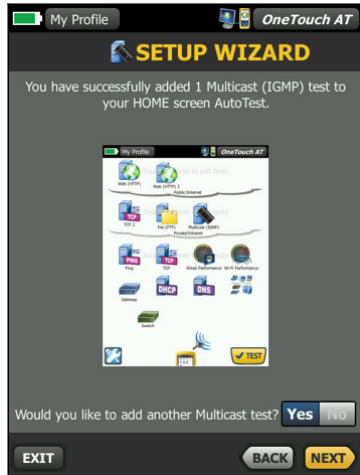 My Profile
OneTouch AT
SETUP WIZARD
You have successfully added 1 Multicast (IGMP) test to
your HOME screen AutoTest.
My Profile
OneTouch AT
Web (HTTP)
Web (HTTP) 2
Public/Internet
TCP
TCP 2
File (FTP)
Multicast (IGMP)
Private/Intranet
PING
TCP
Ping
TCP
Wired Performance
Wi-Fi Performance
DHCP
DNS
Gateway
Switch
TEST
Would you like to add another Multicast test?
Yes
No
EXIT
BACK
NEXT